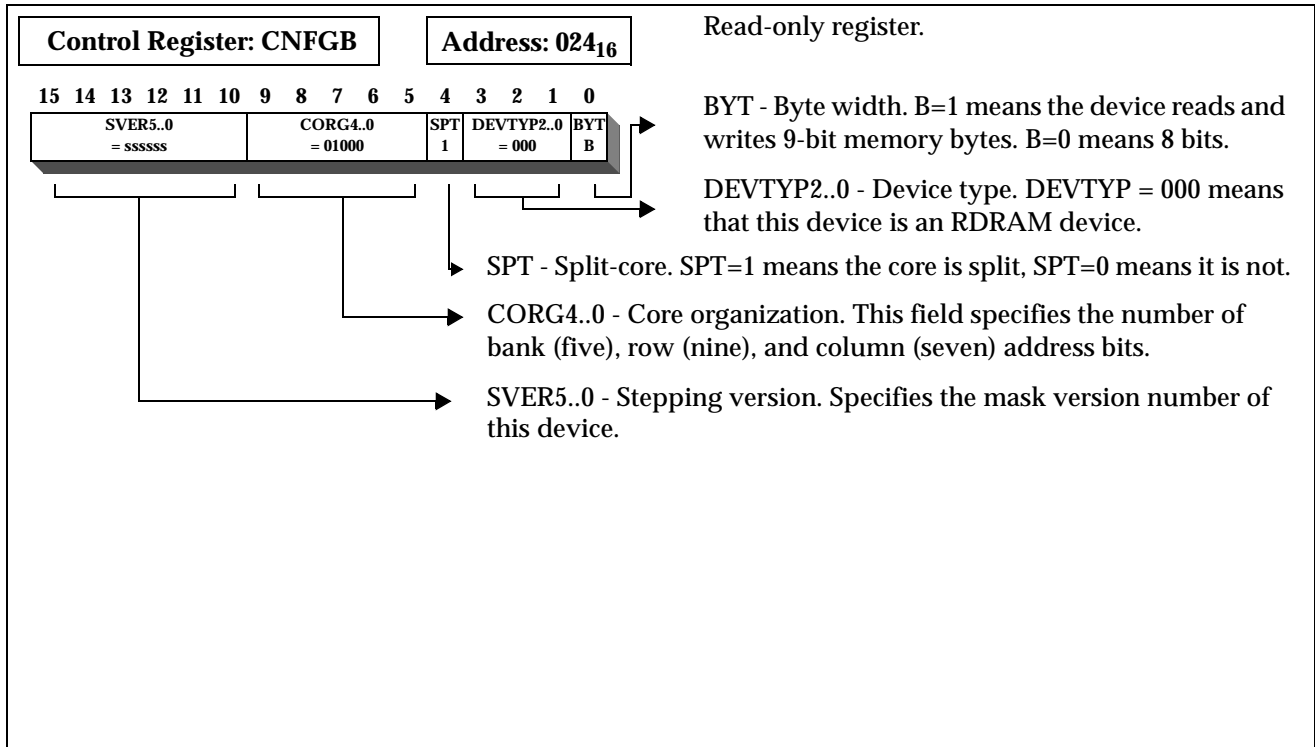 Control Register: CNFGB
Address: 024₁₆
Read-only register.
15 14 13 12 11 10 9 8 7 6 5 4 3 2 1 0
SVER5..0 CORG4..0 SPT DEVTYP2..0 BYT
= ssssss = 01000 1 = 000 B
BYT - Byte width. B=1 means the device reads and
writes 9-bit memory bytes. B=0 means 8 bits.
DEVTYP2..0 - Device type. DEVTYP = 000 means
that this device is an RDRAM device.
SPT - Split-core. SPT=1 means the core is split, SPT=0 means it is not.
CORG4..0 - Core organization. This field specifies the number of
bank (five), row (nine), and column (seven) address bits.
SVER5..0 - Stepping version. Specifies the mask version number of
this device.